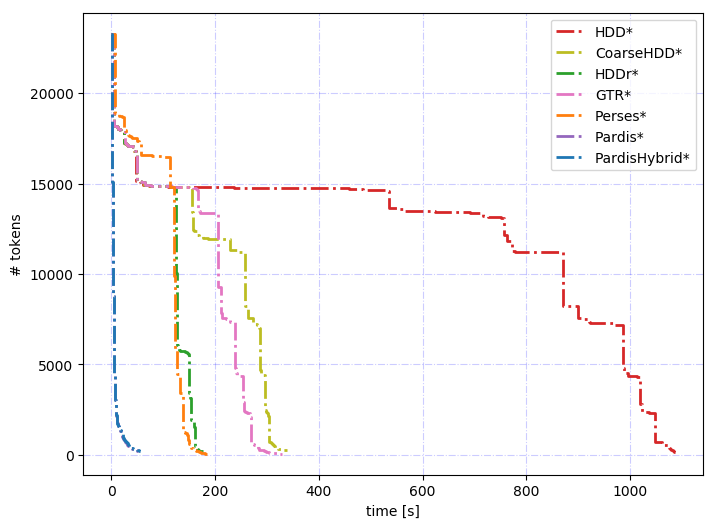 HDD*
CoarseHDD*
HDDr*
GTR*
Perses*
Pardis*
PardisHybrid*
# tokens
20000
15000
10000
5000
0
0 200 400 600 800 1000
time [s]